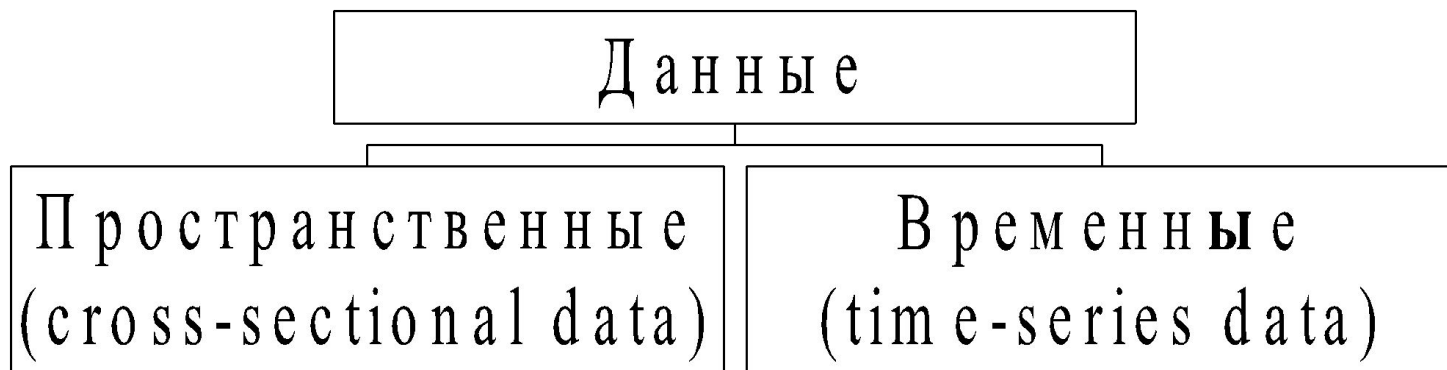 Данные
Пространственные
(cross-sectional data)
Временные
(time-series data)